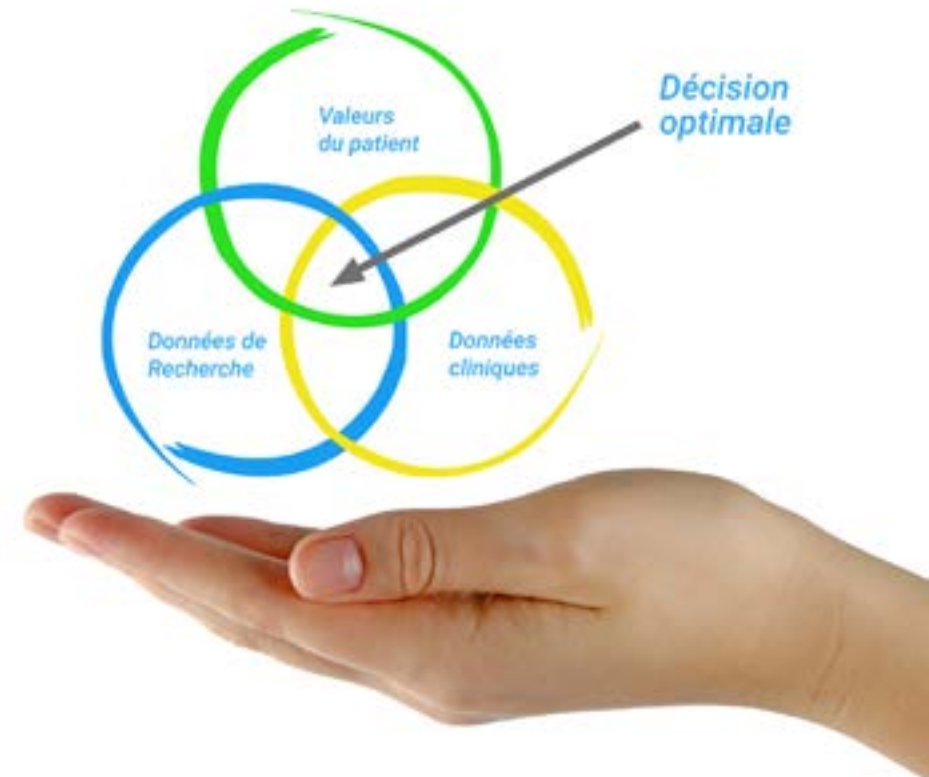 Valeurs
du patient
Décision
optimale
Données de
Recherche
Données
cliniques